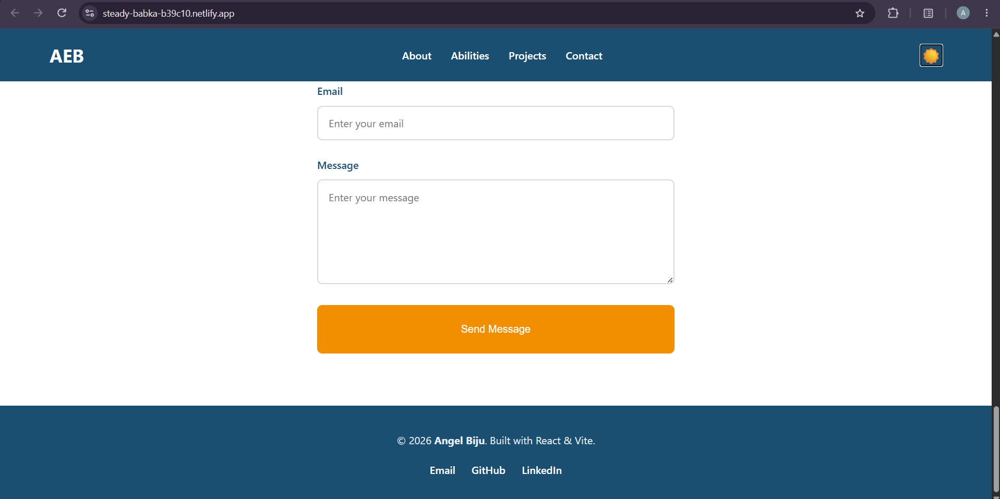 steady-babka-b39c10.netlify.app
A
AEB
About Abilities Projects Contact
Email
Enter your email
Message
Enter your message
Send Message
© 2026 Angel Biju. Built with React & Vite.
Email GitHub LinkedIn